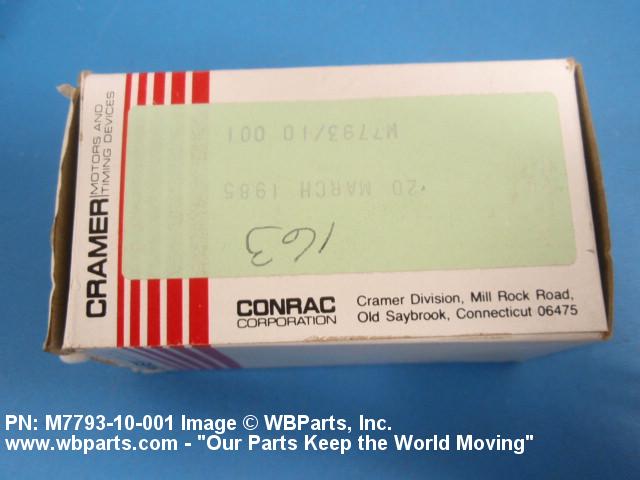 CRAMER
MOTORS AND
TIMING DEVICES
M7793/10 001
20 MARCH 1985
163
CONRAC
CORPORATION
Cramer Division, Mill Rock Road,
Old Saybrook, Connecticut 06475
PN: M7793-10-001 Image © WBParts, Inc.
www.wbparts.com - "Our Parts Keep the World Moving"